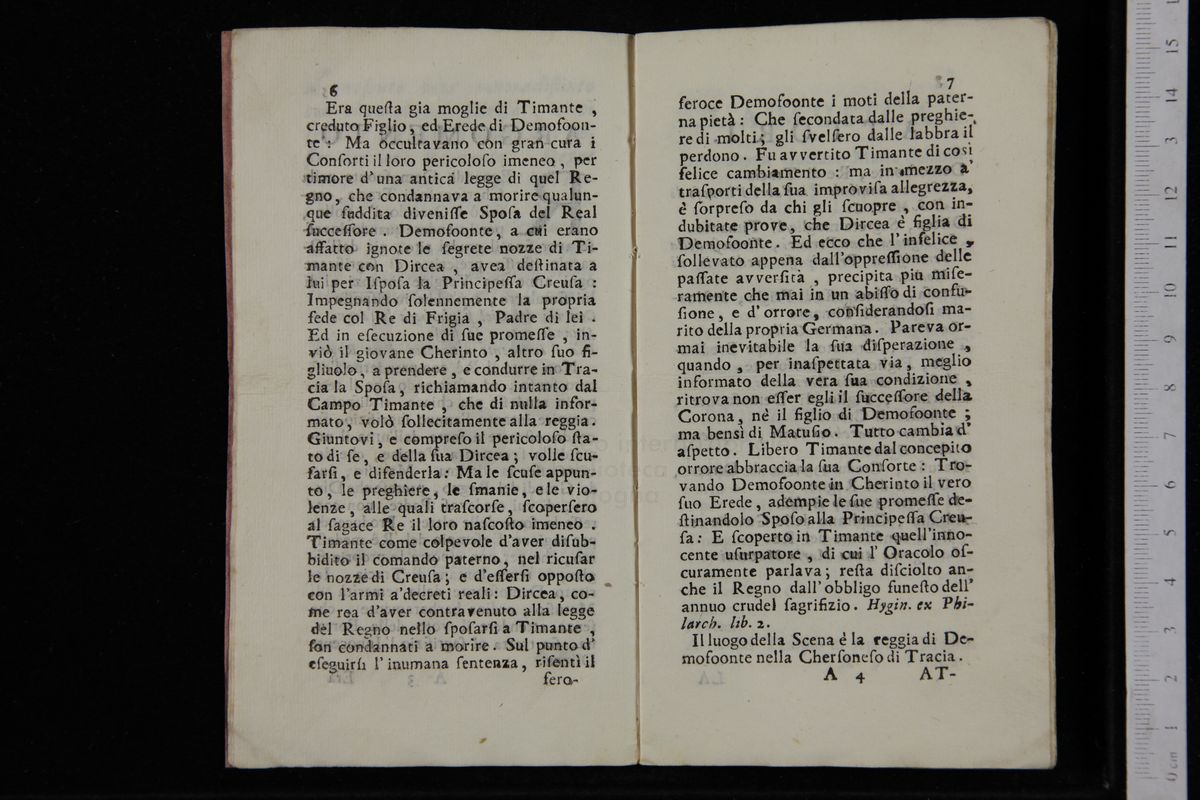 6
Era queſta gia moglie di Timante ,
creduto Figlio, ed Erede di Demofoon-
te : Ma occultavano con gran cura i
Conſorti il loro pericoloſo imeneo , per
timore d'una antica legge di quel Re-
gno, che condannava a morire qualun-
que ſuddita diveniſſe Spoſa del Real
ſucceſſore . Demofoonte, a cui erano
affatto ignote le ſegrete nozze di Ti-
mante con Dircea , avea deſtinata a
lui per Iſpoſa la Principeſſa Creuſa :
Impegnando ſolennemente la propria
fede col Re di Frigia , Padre di lei .
Ed in eſecuzione di ſue promeſſe , in-
viò il giovane Cherinto , altro ſuo fi-
gliuolo, a prendere , e condurre in Tra-
cia la Spoſa, richiamando intanto dal
Campo Timante , che di nulla infor-
mato, volò ſollecitamente alla reggia.
Giuntovi, e compreſo il pericoloſo ſta-
to di ſe, e della ſua Dircea; volle ſcu-
ſarſi, e difenderla: Ma le ſcuſe appun-
to, le preghiere, le ſmanie, e le vio-
lenze, alle quali traſcorſe, ſcoperſero
al ſagace Re il loro naſcoſto imeneo .
Timante come colpevole d'aver diſub-
bidito il comando paterno, nel ricuſar
le nozze di Creuſa; e d'eſſerſi oppoſto
con l'armi a'decreti reali: Dircea, co-
me rea d'aver contravenuto alla legge
del Regno nello ſpoſarſi a Timante ,
ſon condannati a morire. Sul punto d'
eſeguirſi l'inumana ſentenza, riſentì il
fero-
7
feroce Demofoonte i moti della pater-
na pietà : Che ſecondata dalle preghie-
re di molti; gli ſvelſero dalle labbra il
perdono. Fu avvertito Timante di così
felice cambiamento : ma in mezzo a'
traſporti della ſua improviſa allegrezza,
è ſorpreſo da chi gli ſcuopre , con in-
dubitate prove, che Dircea è figlia di
Demofoonte. Ed ecco che l'infelice ,
ſollevato appena dall'oppreſſione delle
paſſate avverſità , precipita più miſe-
ramente che mai in un abiſſo di confu-
ſione, e d'orrore, conſiderandoſi ma-
rito della propria Germana. Pareva or-
mai inevitabile la ſua diſperazione ,
quando , per inaſpettata via, meglio
informato della vera ſua condizione ,
ritrova non eſſer egli il ſucceſſore della
Corona, nè il figlio di Demofoonte ;
ma bensì di Matuſio. Tutto cambia d'
aſpetto. Libero Timante dal concepito
orrore abbraccia la ſua Conſorte : Tro-
vando Demofoonte in Cherinto il vero
ſuo Erede, adempie le ſue promeſſe de-
ſtinandolo Spoſo alla Principeſſa Creu-
ſa: E ſcoperto in Timante quell'inno-
cente uſurpatore , di cui l'Oracolo oſ-
curamente parlava; reſta diſciolto an-
che il Regno dall'obbligo funeſto dell'
annuo crudel ſagrifizio. Hygin. ex Phi-
larch. lib. 2.
Il luogo della Scena è la reggia di De-
mofoonte nella Cherſoneſo di Tracia.
A 4 AT-